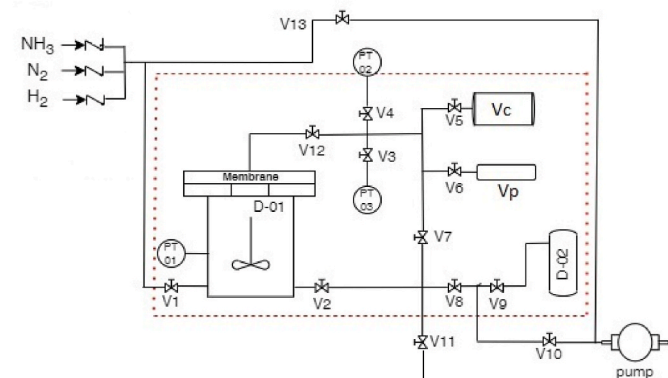 V13
NH3
N2
H2
PT
02
V4
V5
Vc
V12
V3
Membrane
V6
Vp
D-01
PT
03
PT
01
V7
D-02
V1
V2
V8
V9
V11
V10
pump